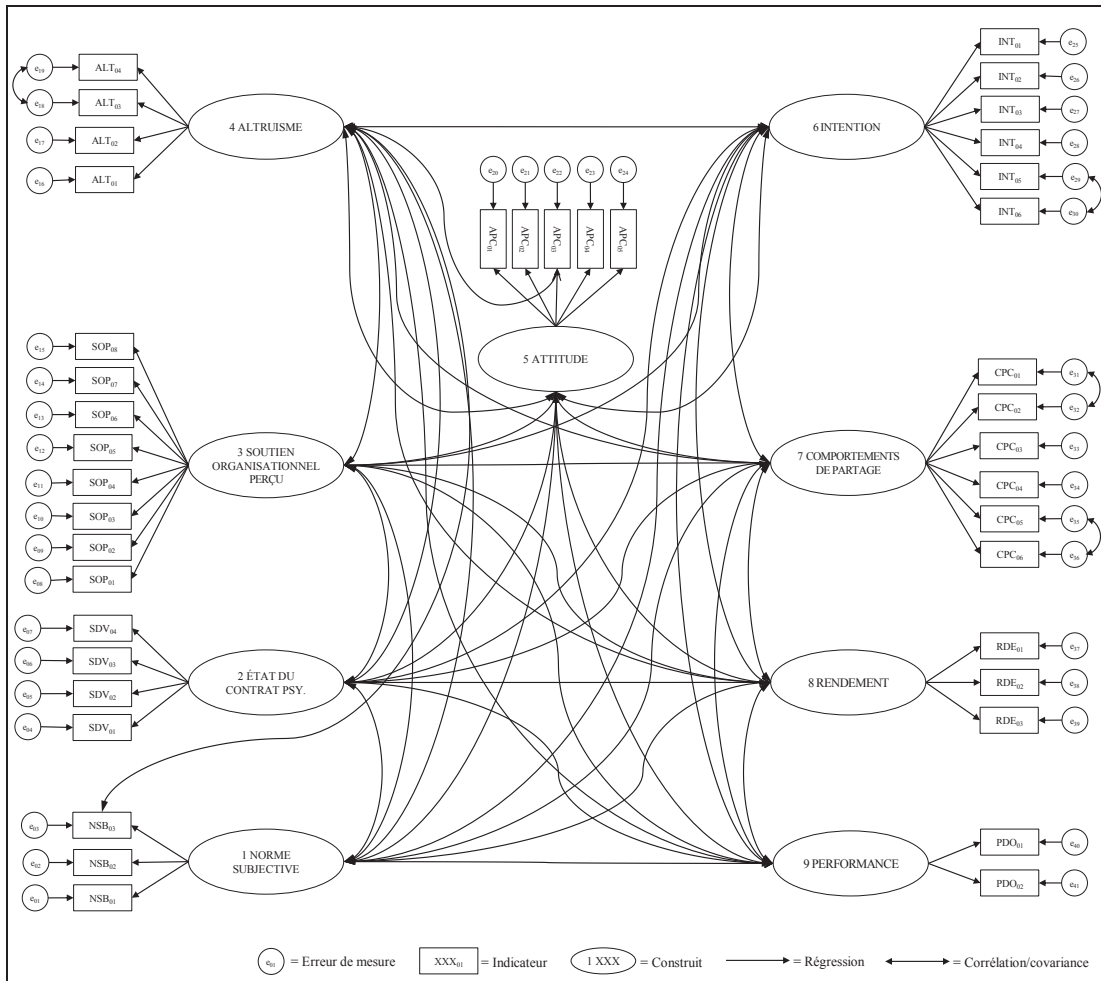 e19 ALT04
e18 ALT03
e17 ALT02
e16 ALT01
4 ALTRUISME
e20 e21 e22 e23 e24
APC01 APC02 APC03 APC04 APC05
5 ATTITUDE
6 INTENTION
INT01 e25
INT02 e26
INT03 e27
INT04 e28
INT05 e29
INT06 e30
e15 SOP08
e14 SOP07
e13 SOP06
e12 SOP05
e11 SOP04
e10 SOP03
e09 SOP02
e08 SOP01
3 SOUTIEN
ORGANISATIONNEL
PERÇU
7 COMPORTEMENTS
DE PARTAGE
CPC01 e31
CPC02 e32
CPC03 e33
CPC04 e34
CPC05 e35
CPC06 e36
e07 SDV04
e06 SDV03
e05 SDV02
e04 SDV01
2 ÉTAT DU
CONTRAT PSY.
8 RENDEMENT
RDE01 e37
RDE02 e38
RDE03 e39
e03 NSB03
e02 NSB02
e01 NSB01
1 NORME
SUBJECTIVE
9 PERFORMANCE
PDO01 e40
PDO02 e41
e01 = Erreur de mesure XXX01 = Indicateur 1 XXX = Construit = Régression = Corrélation/covariance